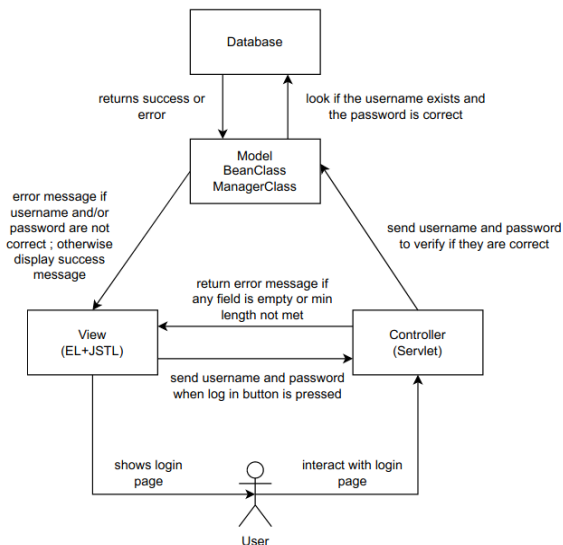 Database
returns success or
error
look if the username exists and
the password is correct
Model
BeanClass
ManagerClass
error message if
username and/or
password are not
correct ; otherwise
display success
message
send username and password
to verify if they are correct
return error message if
any field is empty or min
length not met
View
(EL+JSTL)
Controller
(Servlet)
send username and password
when log in button is pressed
shows login
page
interact with login
page
User